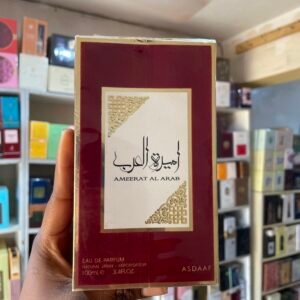 اميرة العرب
AMEERAT AL ARAB
EAU DE PARFUM
NATURAL SPRAY - VAPORISATEUR
100ml ℮ 3.4FL.OZ
ASDAAF